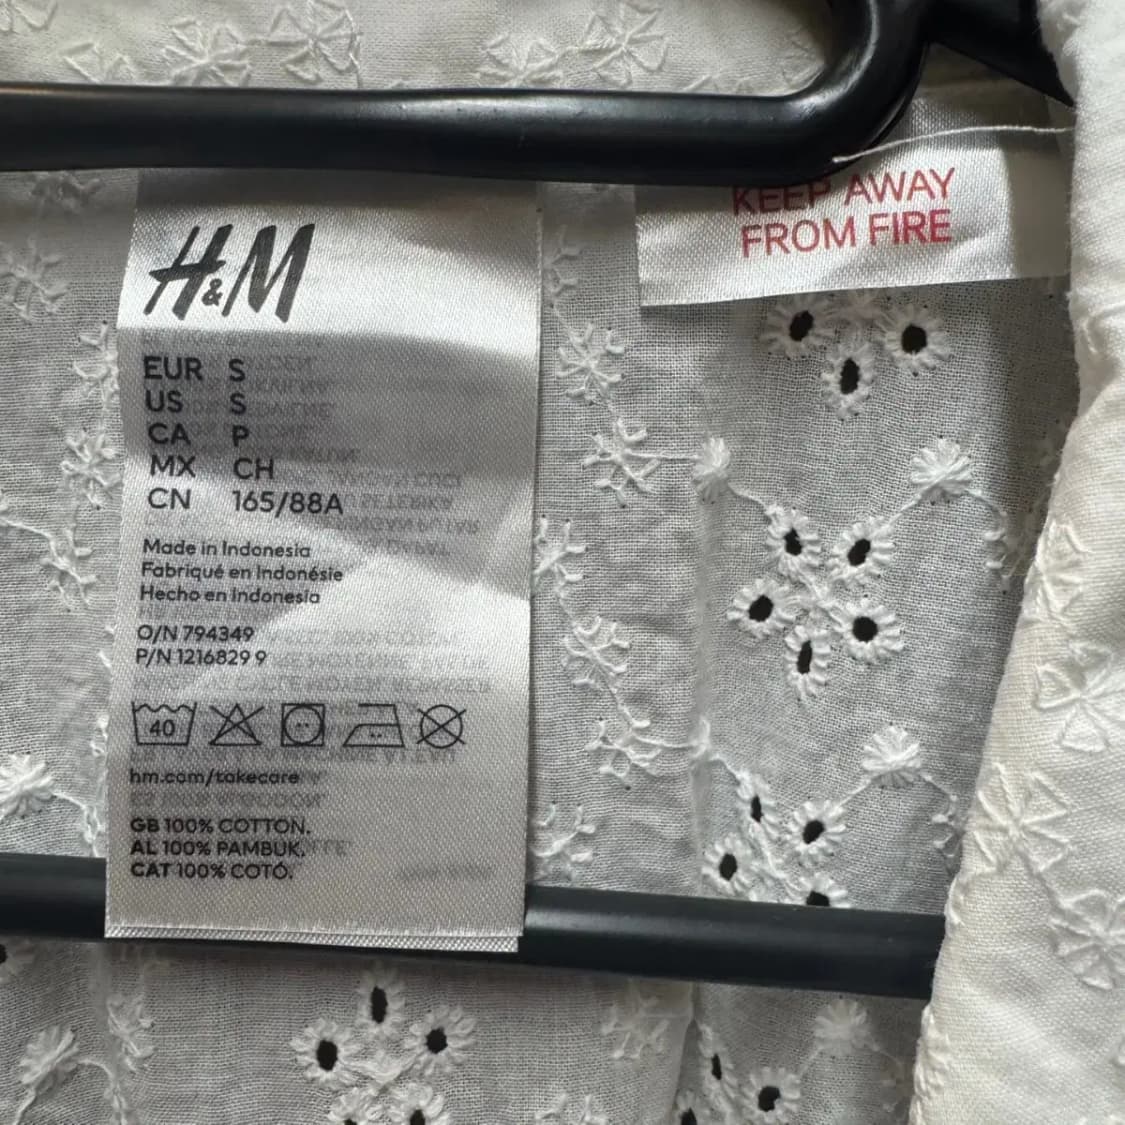 H&M
EUR S
US S
CA P
MX CH
CN 165/88A
Made in Indonesia
Fabriqué en Indonésie
Hecho en Indonesia
O/N 794349
P/N 1216829 9
40
hm.com/takecare
GB 100% COTTON.
AL 100% PAMBUK.
CAT 100% COTÓ.
KEEP AWAY
FROM FIRE